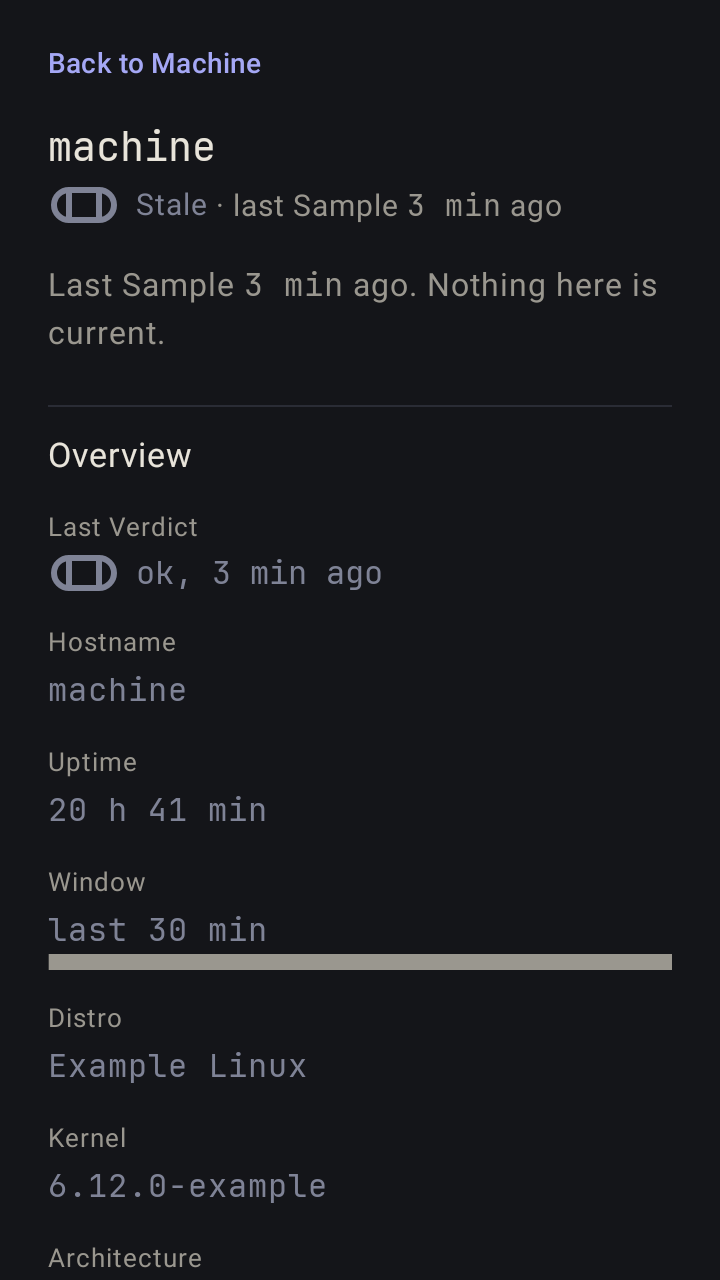 Back to Machine
machine
Stale · last Sample 3 min ago
Last Sample 3 min ago. Nothing here is
current.
Overview
Last Verdict
ok, 3 min ago
Hostname
machine
Uptime
20 h 41 min
Window
last 30 min
Distro
Example Linux
Kernel
6.12.0-example
Architecture